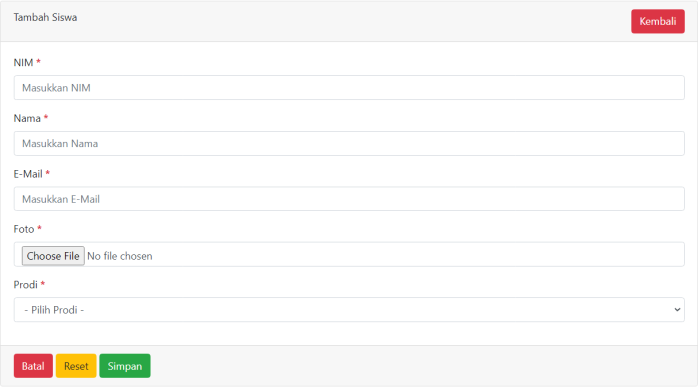 Tambah Siswa
Kembali
NIM *
Masukkan NIM
Nama *
Masukkan Nama
E-Mail *
Masukkan E-Mail
Foto *
Choose File No file chosen
Prodi *
- Pilih Prodi -
Batal Reset Simpan